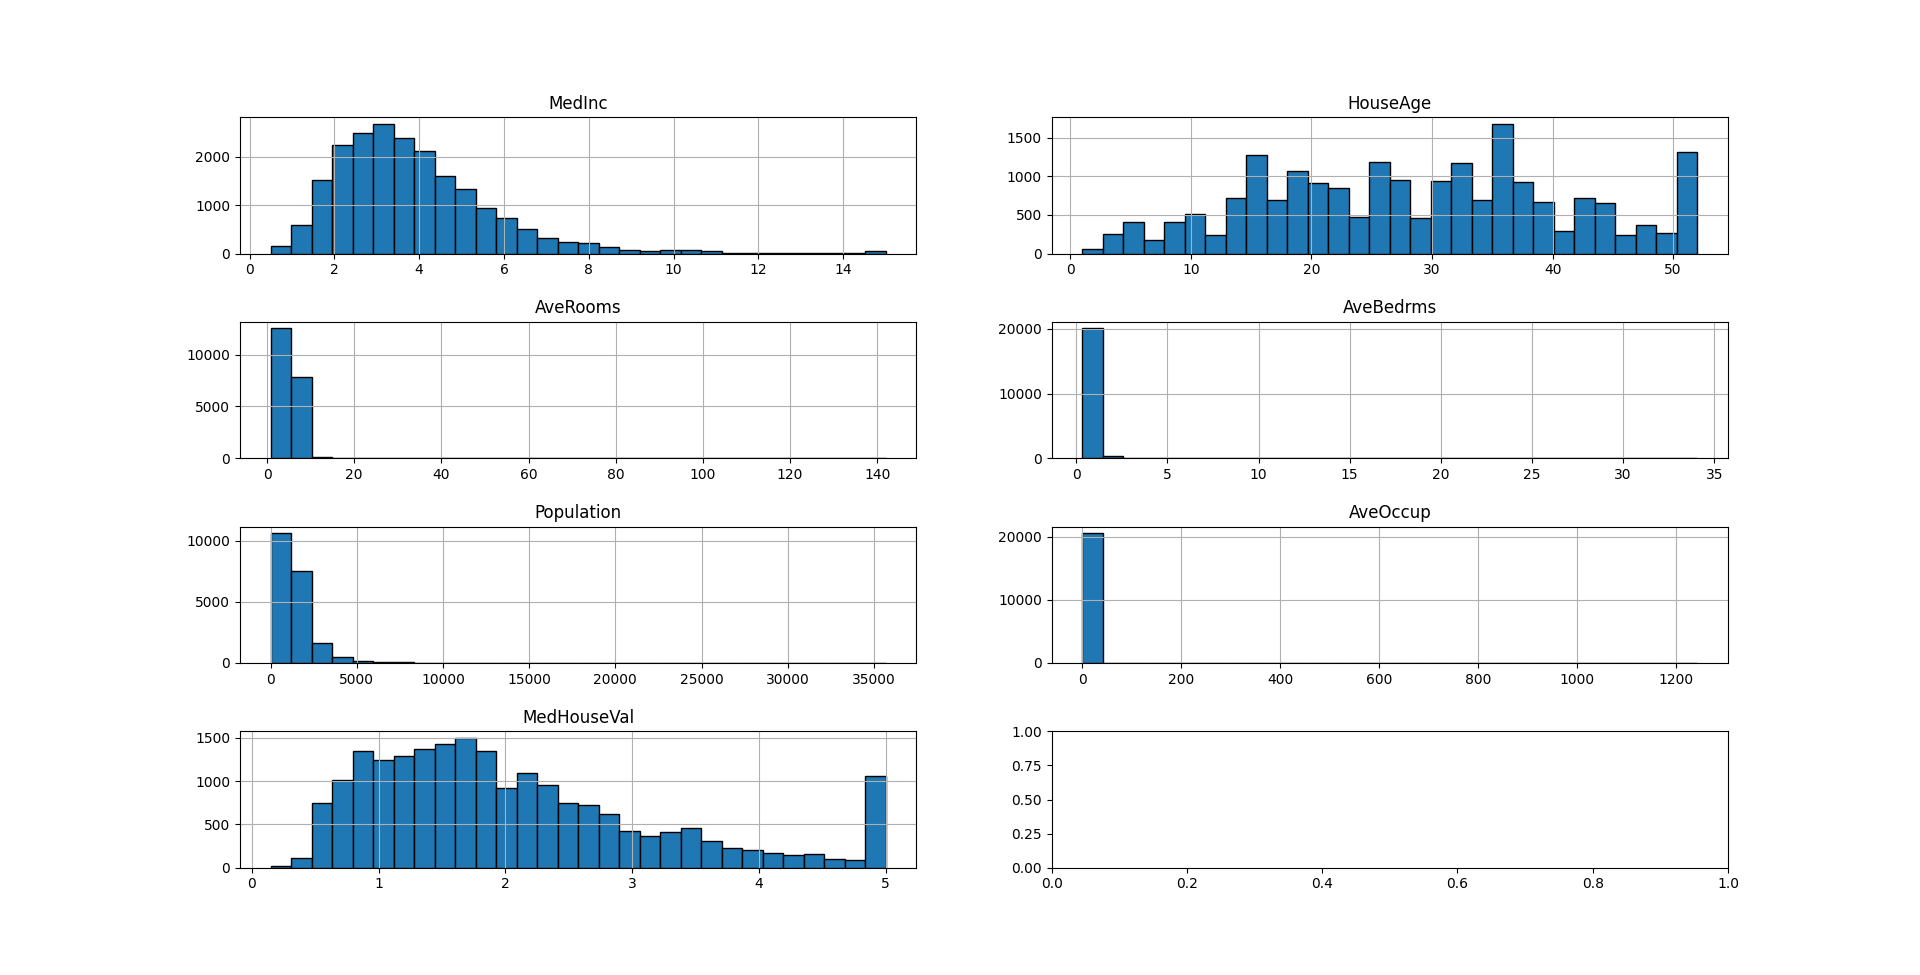 MedInc
2000
1000
0
0 2 4 6 8 10 12 14
HouseAge
1500
1000
500
0
0 10 20 30 40 50
AveRooms
10000
5000
0
0 20 40 60 80 100 120 140
AveBedrms
20000
10000
0
0 5 10 15 20 25 30 35
Population
10000
5000
0
0 5000 10000 15000 20000 25000 30000 35000
AveOccup
20000
10000
0
0 200 400 600 800 1000 1200
MedHouseVal
1500
1000
500
0
0 1 2 3 4 5
1.00
0.75
0.50
0.25
0.00
0.0 0.2 0.4 0.6 0.8 1.0